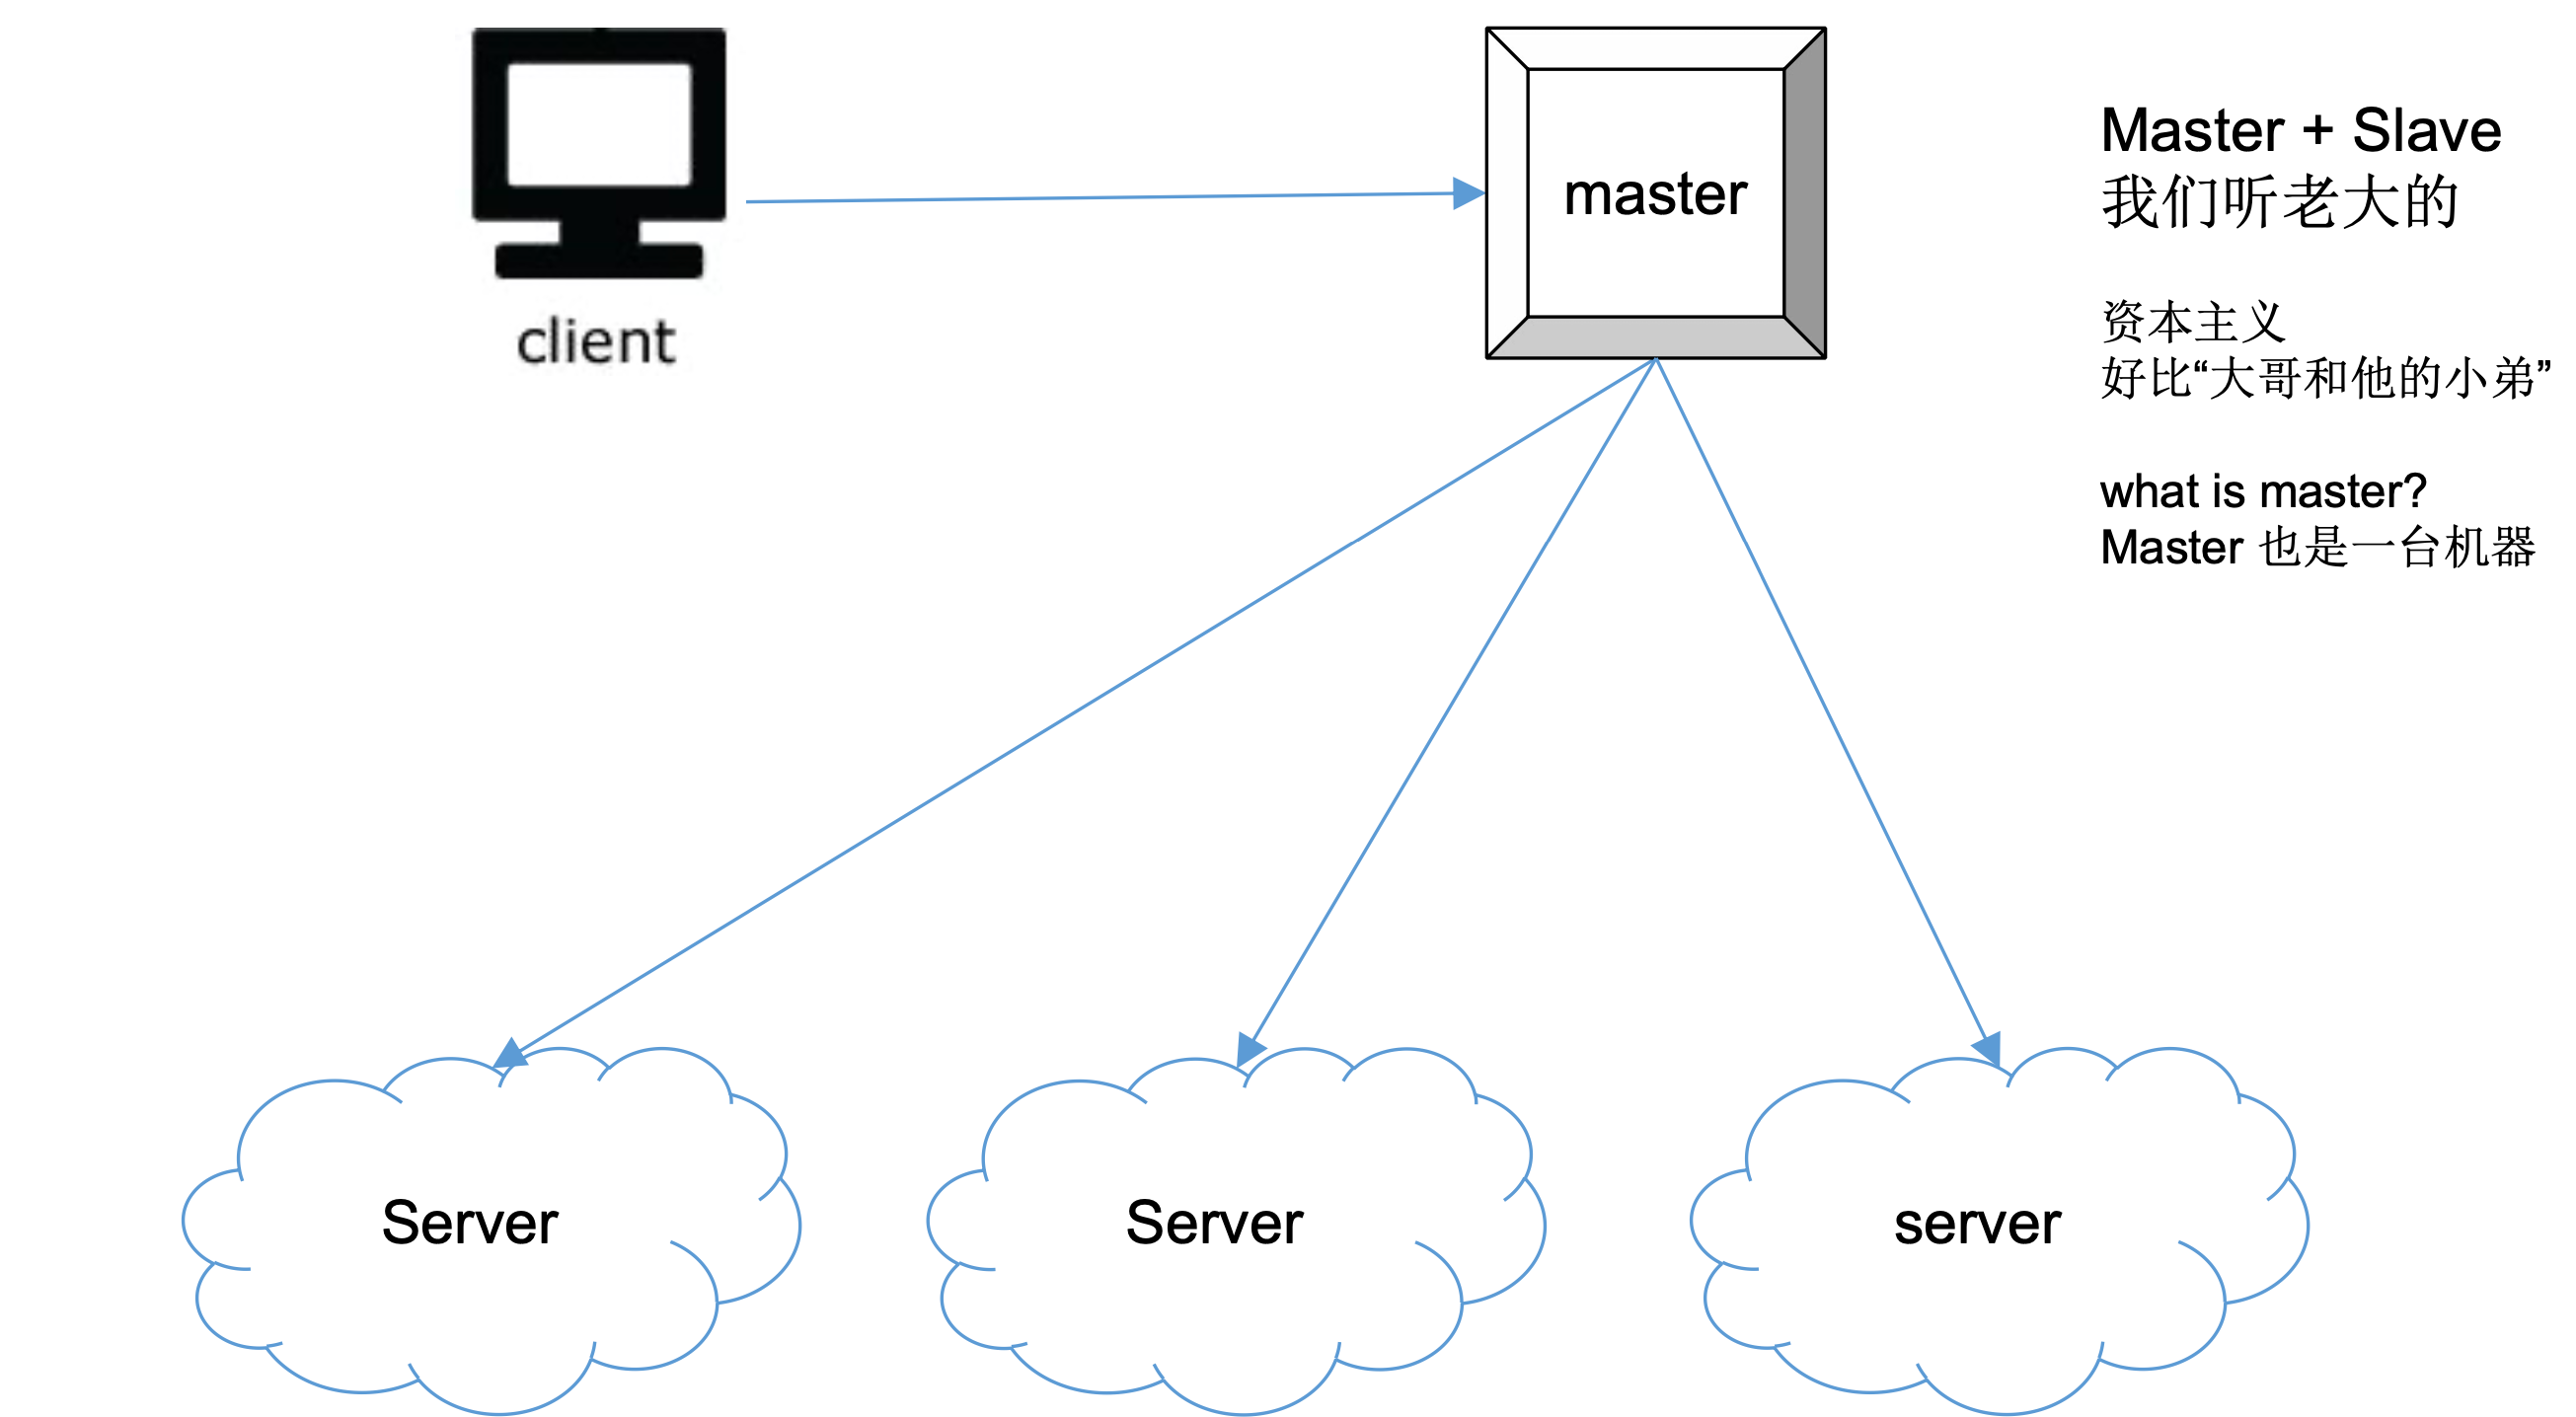 client
master
Master + Slave
我们听老大的
资本主义
好比“大哥和他的小弟”
what is master?
Master 也是一台机器
Server
Server
server